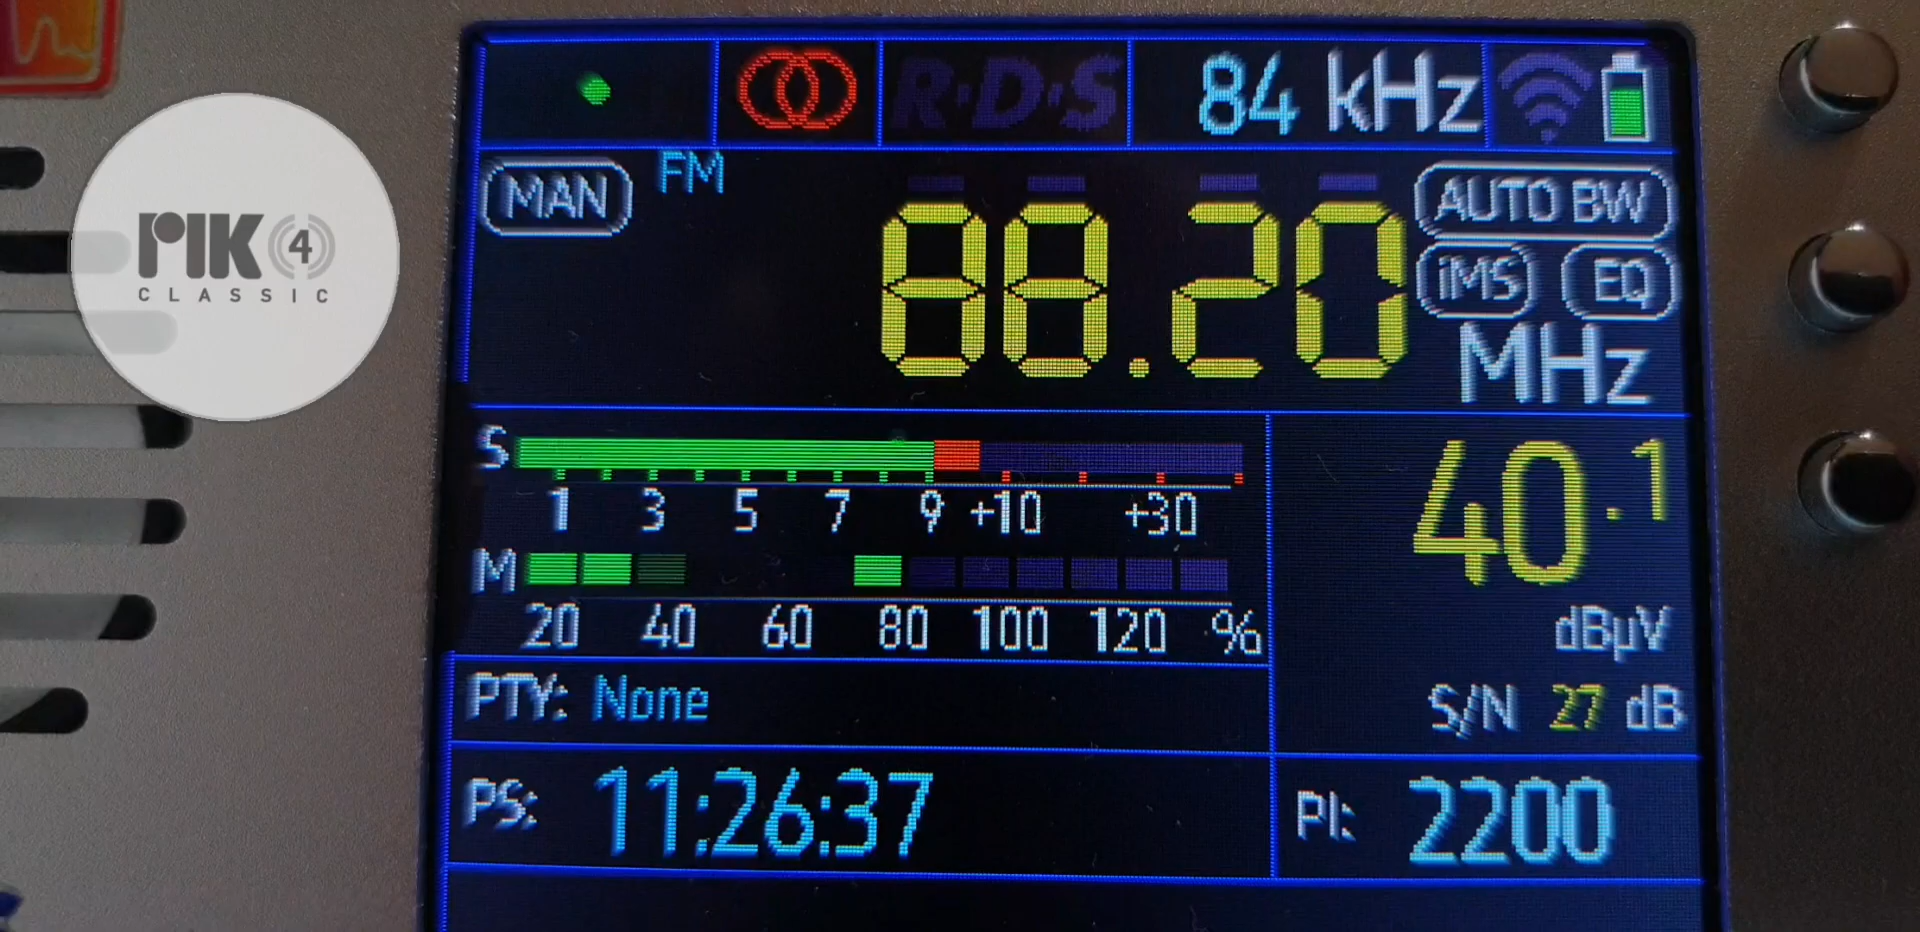 R·D·S 84 kHz
MAN FM 88.20 AUTO BW
iMS EQ
MHz
ΡΙΚ 4
CLASSIC
S
1 3 5 7 9 +10 +30
40.1
M
20 40 60 80 100 120 %
dBµV
PTY: None
S/N 27 dB
PS: 11:26:37 PI: 2200